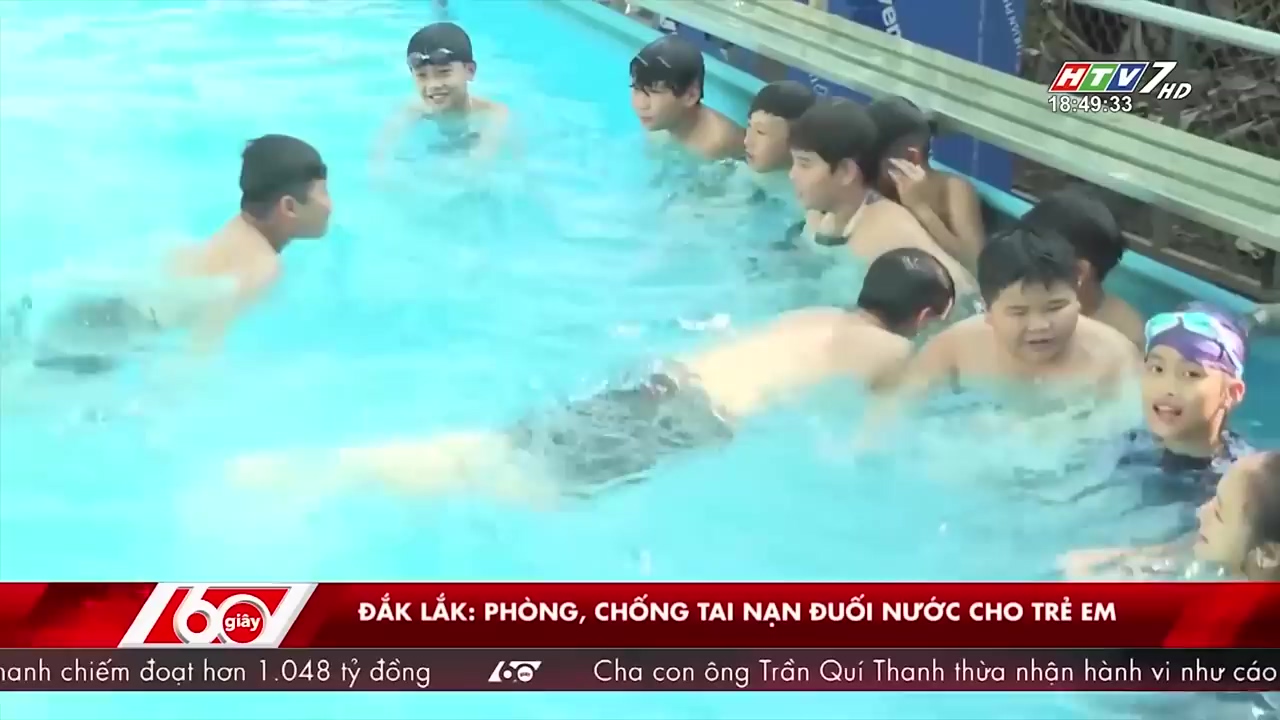 HTV7 HD
18:49:33
60 giây
ĐẮK LẮK: PHÒNG, CHỐNG TAI NẠN ĐUỐI NƯỚC CHO TRẺ EM
chiếm đoạt hơn 1.048 tỷ đồng 60 Cha con ông Trần Quí Thanh thừa nhận hành vi như cáo